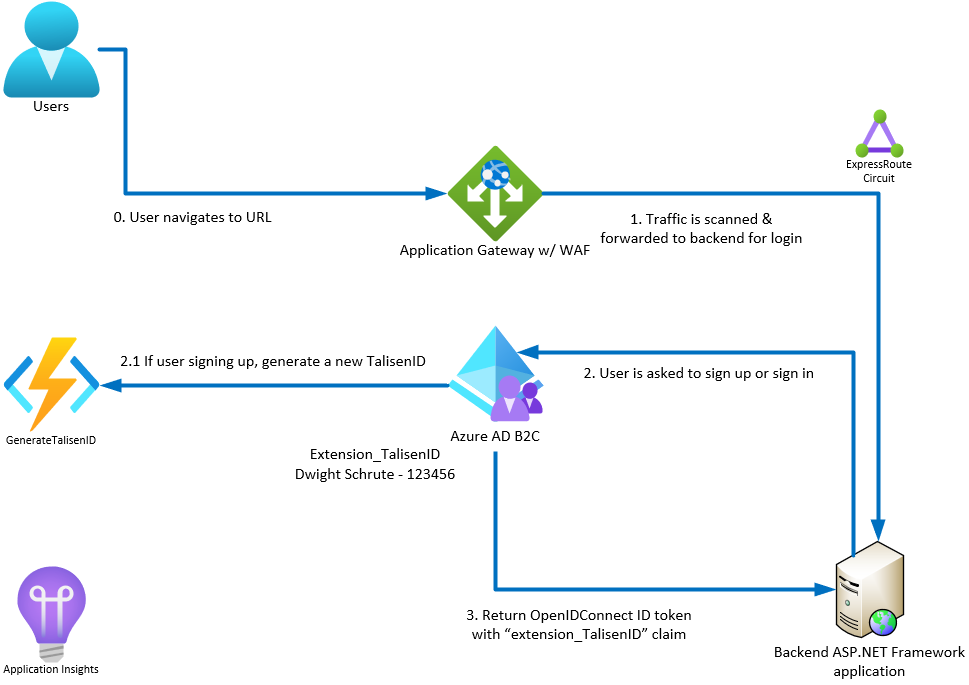 Users
ExpressRoute
Circuit
0. User navigates to URL
1. Traffic is scanned &
forwarded to backend for login
Application Gateway w/ WAF
2.1 If user signing up, generate a new TalisenID
2. User is asked to sign up or sign in
GenerateTalisenID
Azure AD B2C
Extension_TalisenID
Dwight Schrute - 123456
3. Return OpenIDConnect ID token
with “extension_TalisenID” claim
Application Insights
Backend ASP.NET Framework
application